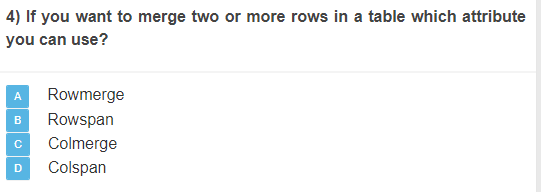 4) If you want to merge two or more rows in a table which attribute
you can use?
A Rowmerge
B Rowspan
C Colmerge
D Colspan